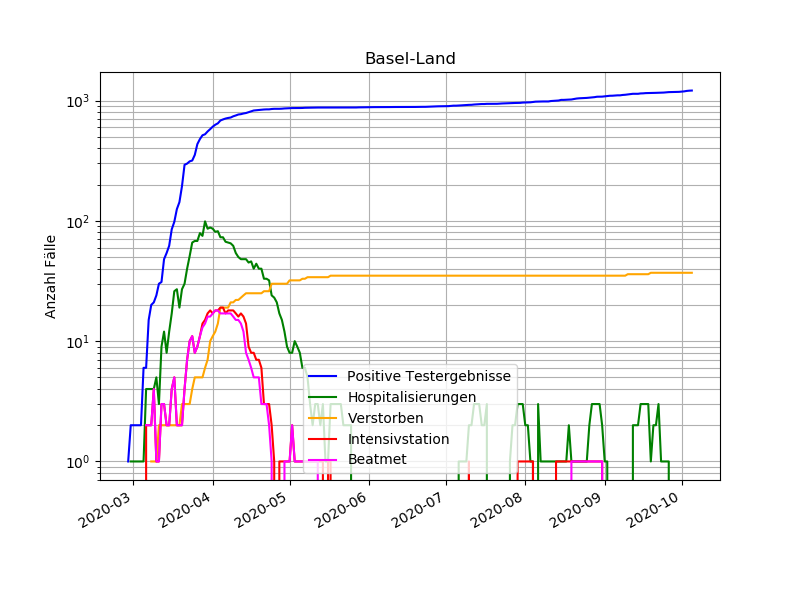 Basel-Land
Anzahl Fälle
10³
10²
10¹
10⁰
Positive Testergebnisse
Hospitalisierungen
Verstorben
Intensivstation
Beatmet
2020-03
2020-04
2020-05
2020-06
2020-07
2020-08
2020-09
2020-10